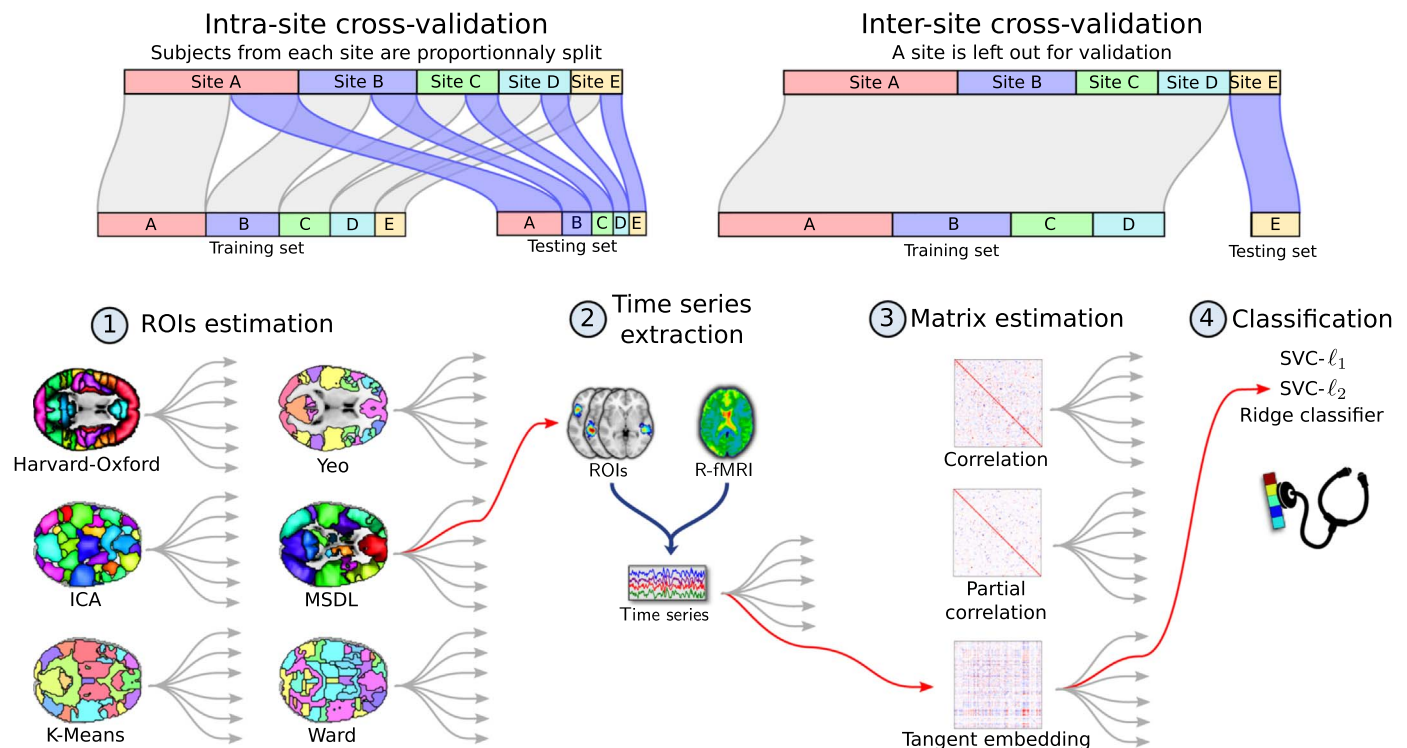 Intra-site cross-validation
Subjects from each site are proportionnaly split
Site A Site B Site C Site D Site E
A B C D E
Training set
A B C D E
Testing set
Inter-site cross-validation
A site is left out for validation
Site A Site B Site C Site D Site E
A B C D
Training set
E
Testing set
1 ROIs estimation
Harvard-Oxford
Yeo
ICA
MSDL
K-Means
Ward
2 Time series
extraction
ROIs
R-fMRI
Time series
3 Matrix estimation
Correlation
Partial
correlation
Tangent embedding
4 Classification
SVC-ℓ₁
SVC-ℓ₂
Ridge classifier